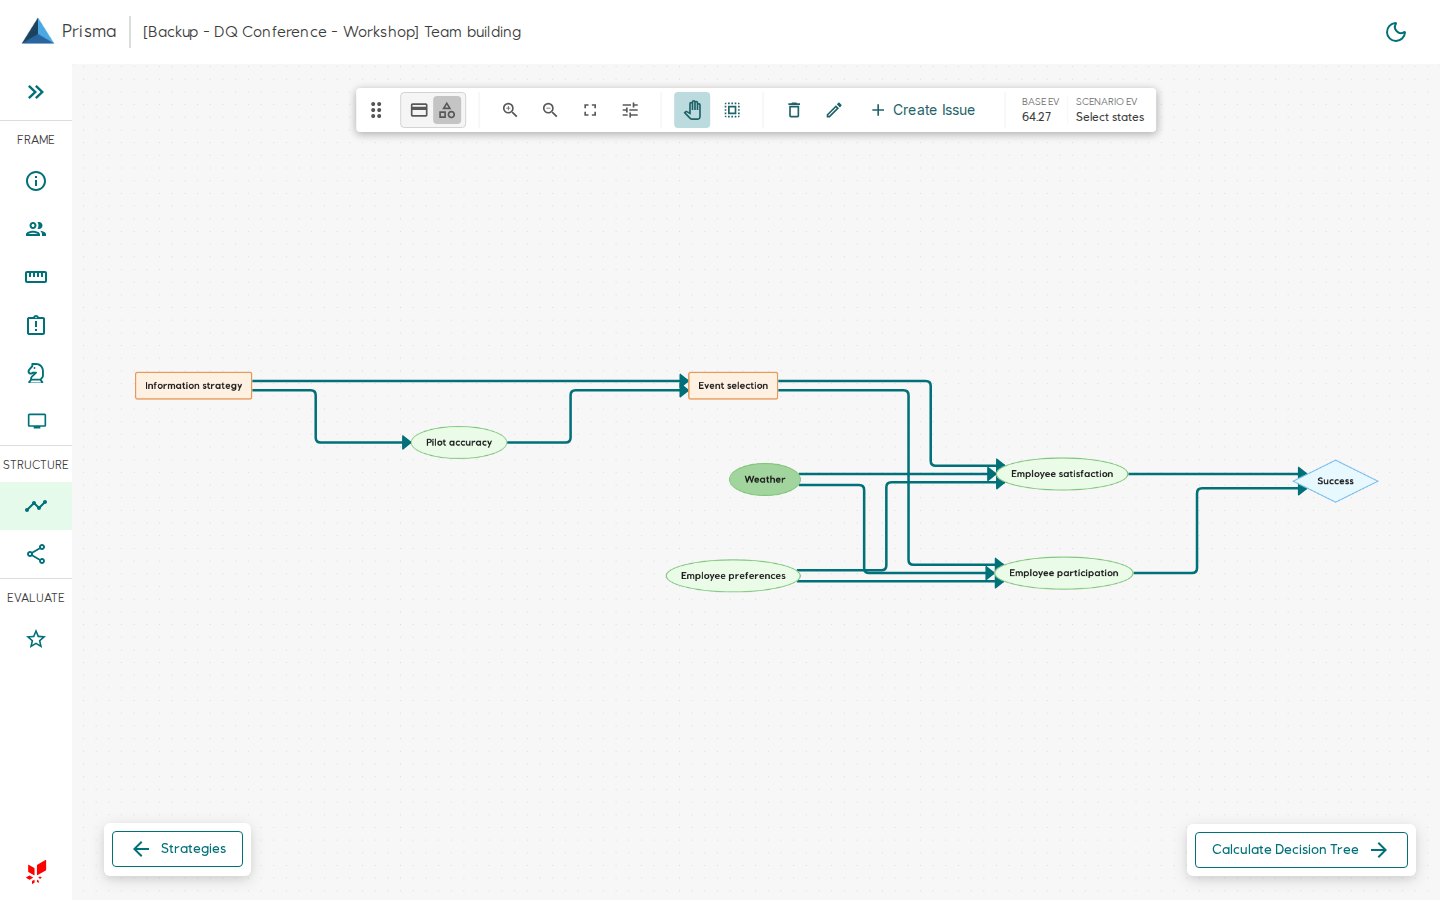 Prisma
[Backup - DQ Conference - Workshop] Team building
FRAME
STRUCTURE
EVALUATE
Create Issue
BASE EV
64.27
SCENARIO EV
Select states
Information strategy
Event selection
Pilot accuracy
Weather
Employee satisfaction
Success
Employee preferences
Employee participation
Strategies
Calculate Decision Tree